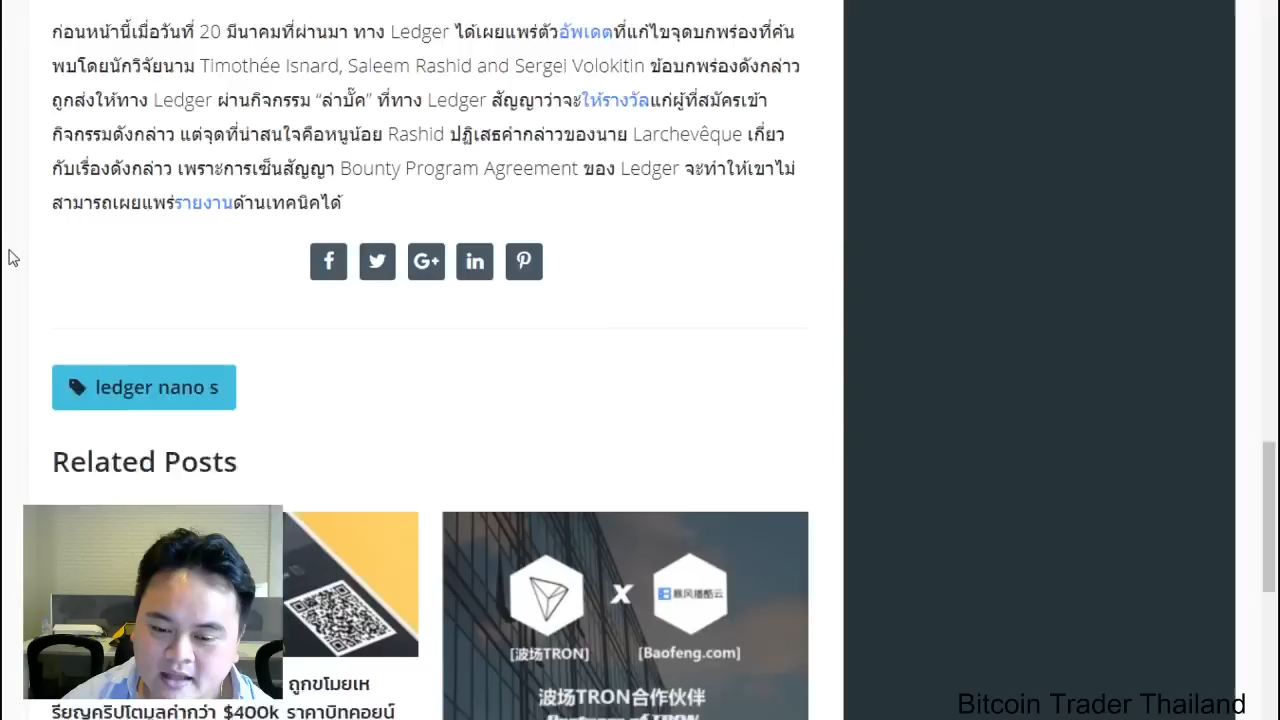 ก่อนหน้านี้เมื่อวันที่ 20 มีนาคมที่ผ่านมา ทาง Ledger ได้เผยแพร่ตัวอัพเดตที่แก้ไขจุดบกพร่องที่ค้น
พบโดยนักวิจัยนาม Timothée Isnard, Saleem Rashid and Sergei Volokitin ข้อบกพร่องดังกล่าว
ถูกส่งให้ทาง Ledger ผ่านกิจกรรม “ล่าบั๊ค” ที่ทาง Ledger สัญญาว่าจะให้รางวัลแก่ผู้ที่สมัครเข้า
กิจกรรมดังกล่าว แต่จุดที่น่าสนใจคือหนูน้อย Rashid ปฏิเสธคำกล่าวของนาย Larchevêque เกี่ยว
กับเรื่องดังกล่าว เพราะการเซ็นสัญญา Bounty Program Agreement ของ Ledger จะทำให้เขาไม่
สามารถเผยแพร่รายงานด้านเทคนิคได้
ledger nano s
Related Posts
[波场TRON]
x
暴风播酷云
[Baofeng.com]
波场TRON合作伙伴
Partners of TRON
ถูกขโมยเห
รียญคริปโตมูลค่ากว่า $400k ราคาบิทคอยน์
Bitcoin Trader Thailand